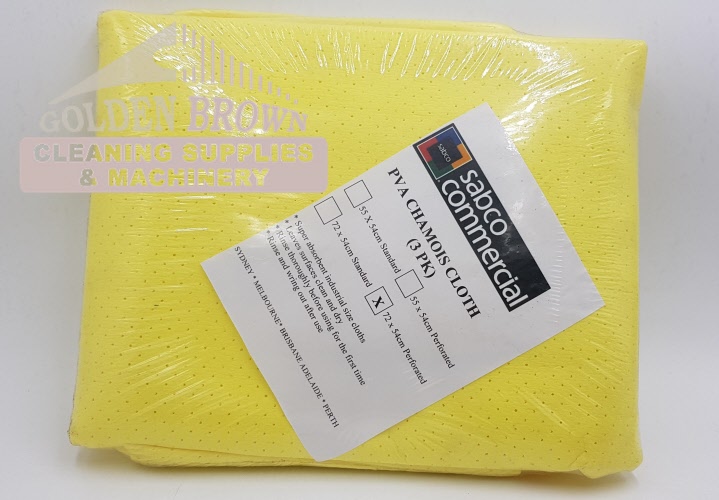 GOLDEN BROWN
CLEANING SUPPLIES
& MACHINERY
sabco
sabco
commercial
PVA CHAMOIS CLOTH
(3 PK)
55 X 54cm Standard
55 x 54cm Perforated
72 x 54cm Standard
X 72 x 54cm Perforated
* Super absorbent industrial size cloths
* Leaves surfaces clean and dry
* Rinse thoroughly before using for the first time
* Rinse and wring out after use
SYDNEY * MELBOURNE* BRISBANE ADELAIDE * PERTH